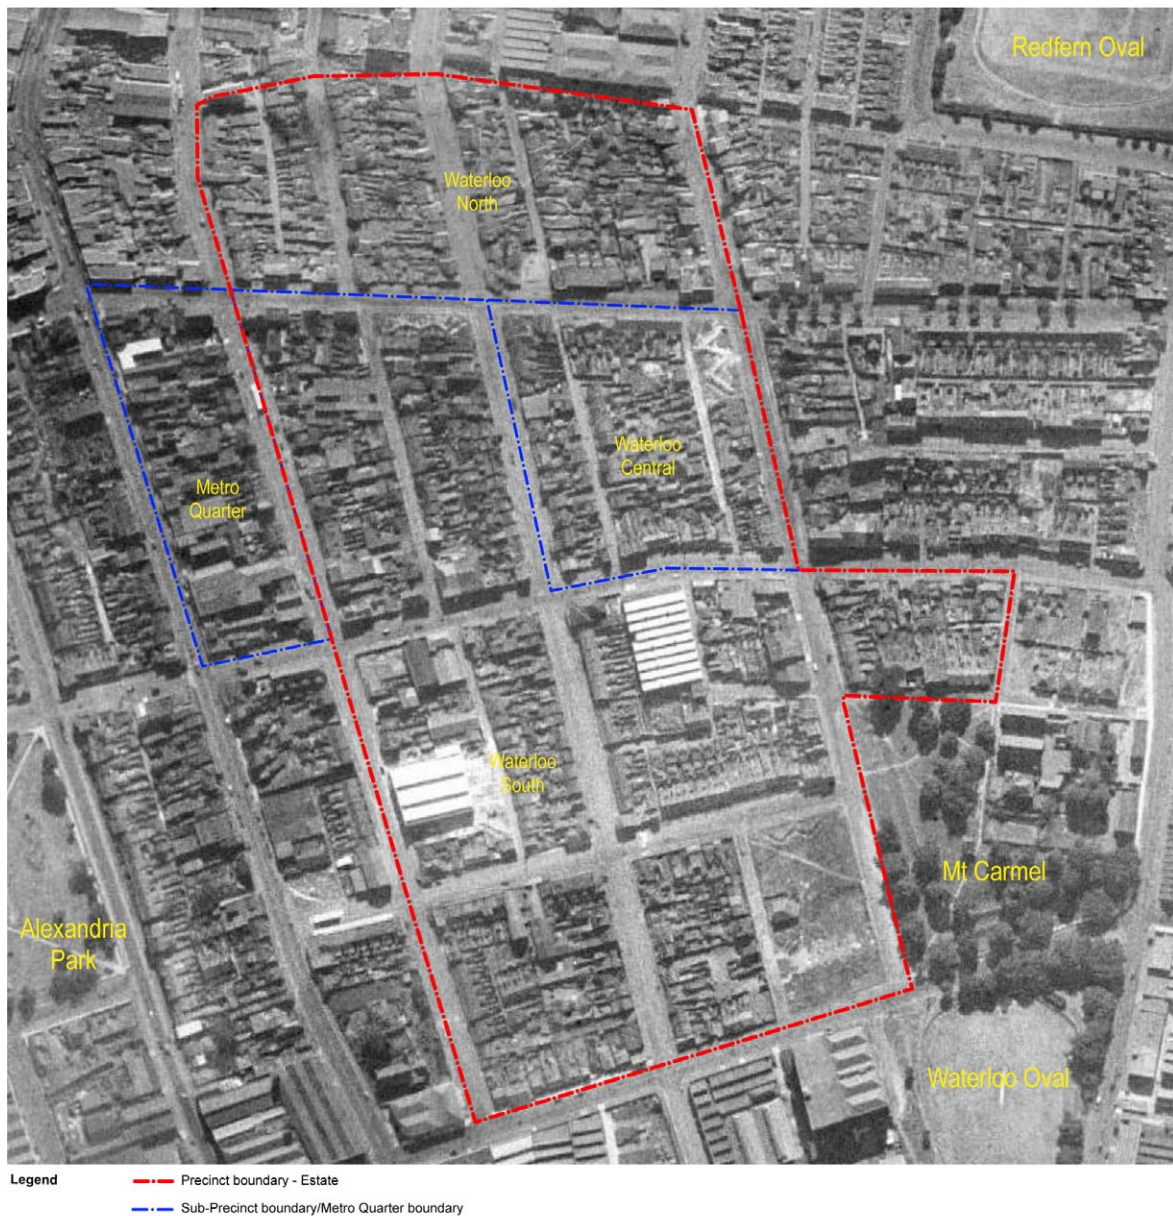 Redfern Oval
Waterloo
North
Waterloo
Central
Metro
Quarter
Waterloo
South
Mt Carmel
Alexandria
Park
Waterloo Oval
Legend
Precinct boundary - Estate
Sub-Precinct boundary/Metro Quarter boundary